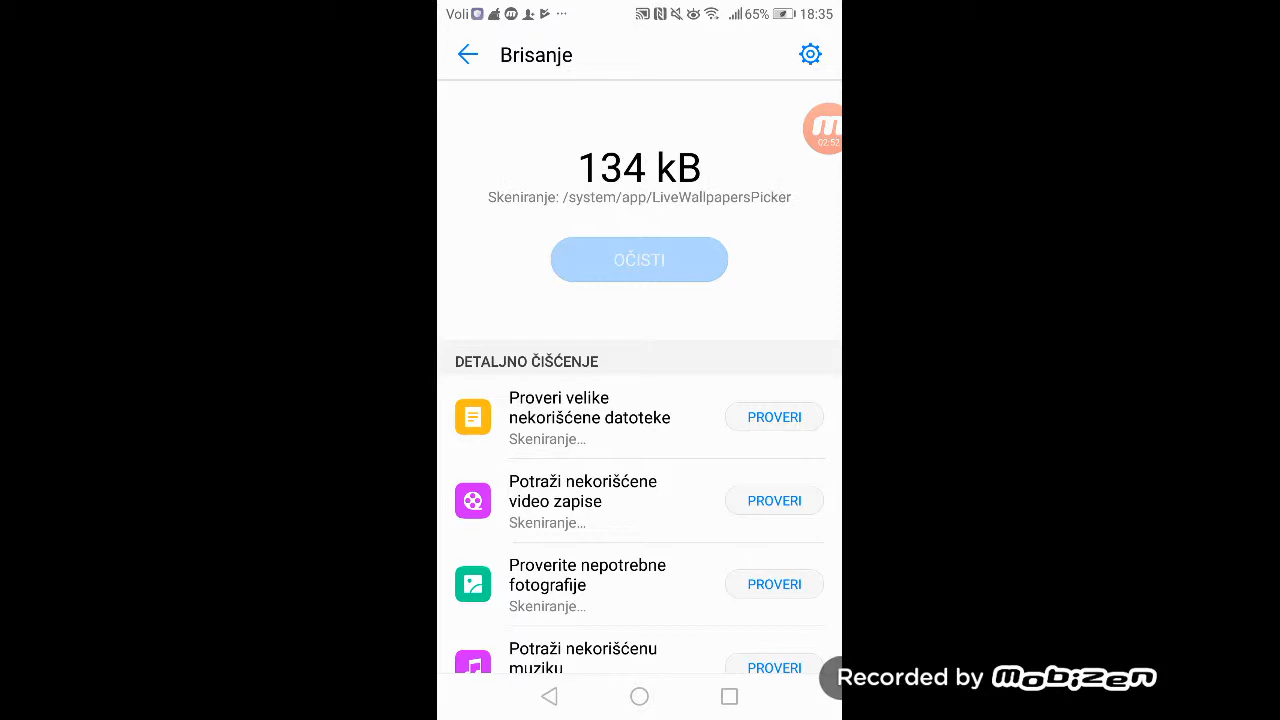 Voli ... 65% 18:35
Brisanje
02:52
134 kB
Skeniranje: /system/app/LiveWallpapersPicker
OČISTI
DETALJNO ČIŠĆENJE
Proveri velike
nekorišćene datoteke
PROVERI
Skeniranje...
Potraži nekorišćene
video zapise
PROVERI
Skeniranje...
Proverite nepotrebne
fotografije
PROVERI
Skeniranje...
Potraži nekorišćenu
muziku
PROVERI
Recorded by mobizen